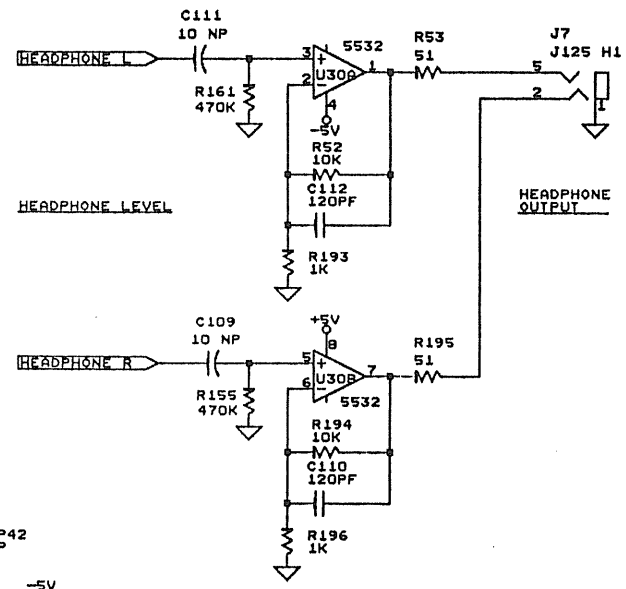 C111
10 NP
HEADPHONE L
R161
470K
3
+
2
-
5532
U30A
1
4
-5V
R52
10K
C112
120PF
R193
1K
R53
51
J7
J125 H1
5
2
1
HEADPHONE LEVEL
HEADPHONE
OUTPUT
C109
10 NP
HEADPHONE R
R155
470K
+5V
8
5
+
6
-
U30B
7
5532
R194
10K
C110
120PF
R196
1K
R195
51
P42
-5V